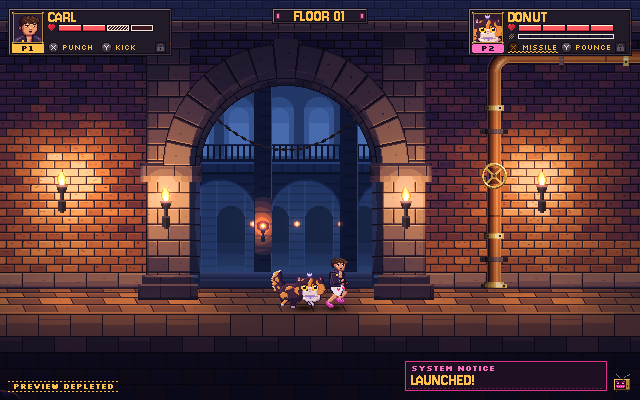 CARL
P1
X PUNCH Y KICK
FLOOR 01
DONUT
P2
X MISSILE Y POUNCE
SYSTEM NOTICE
LAUNCHED!
PREVIEW DEPLETED